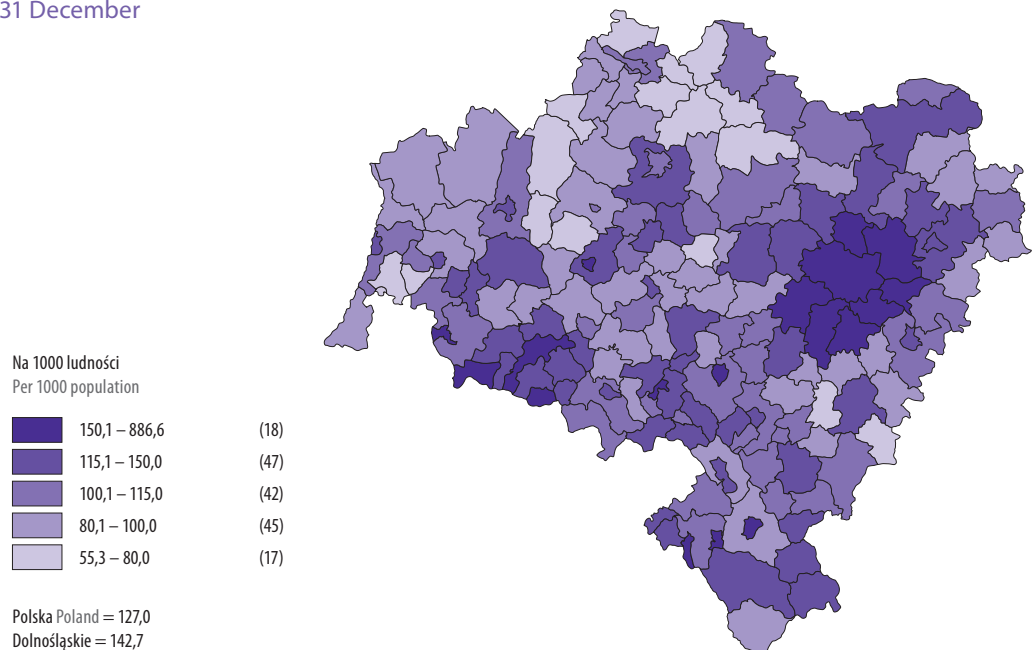 31 December
Na 1000 ludności
Per 1000 population
150,1 – 886,6 (18)
115,1 – 150,0 (47)
100,1 – 115,0 (42)
80,1 – 100,0 (45)
55,3 – 80,0 (17)
Polska Poland = 127,0
Dolnośląskie = 142,7